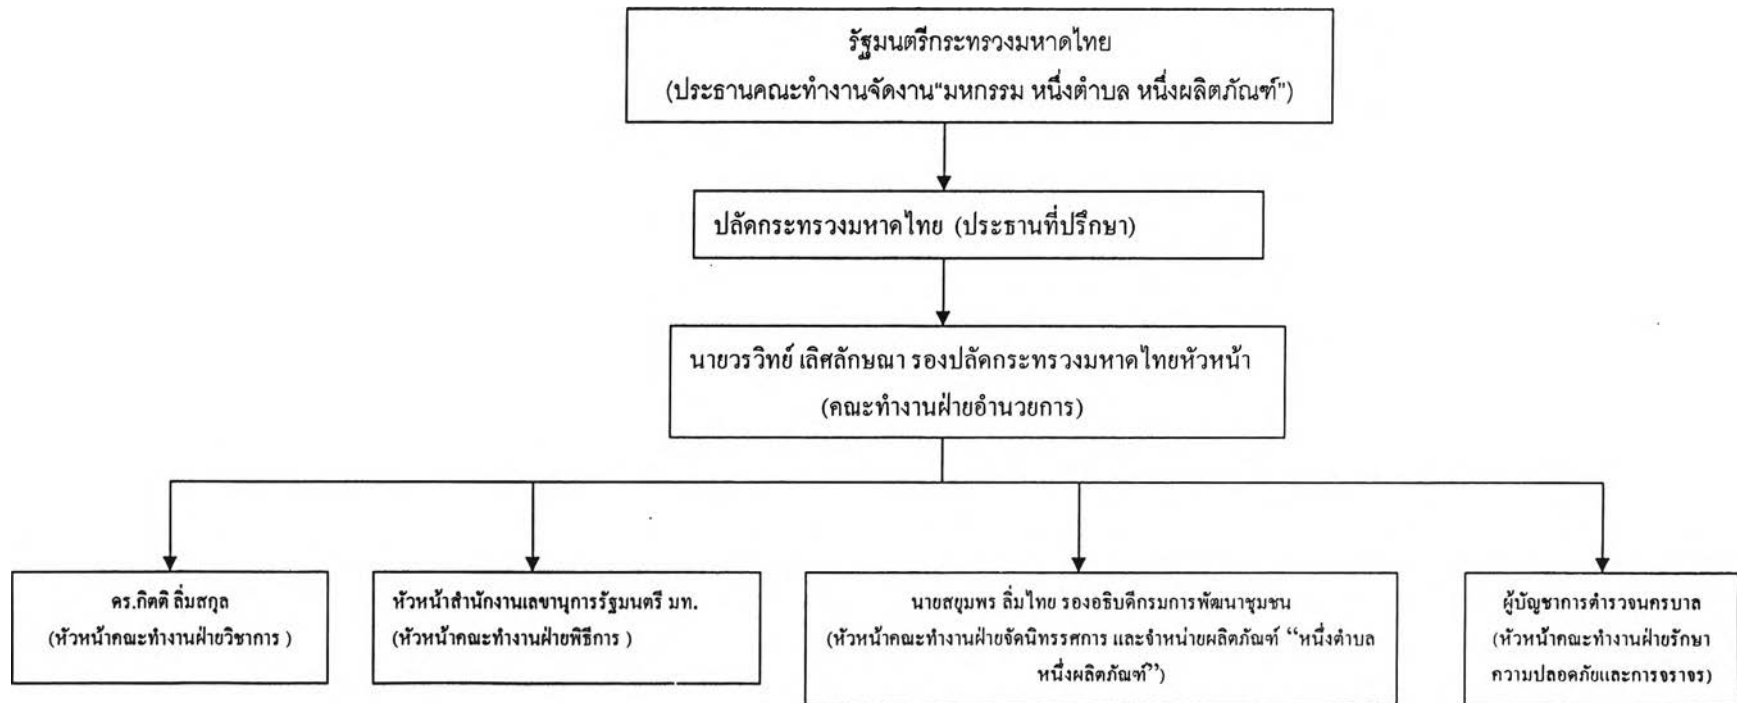 รัฐมนตรีกระทรวงมหาดไทย
(ประธานคณะทำงานจัดงาน“มหกรรม หนึ่งตำบล หนึ่งผลิตภัณฑ์”)
ปลัดกระทรวงมหาดไทย (ประธานที่ปรึกษา)
นายวรวิทย์ เลิศลักษณา รองปลัดกระทรวงมหาดไทยหัวหน้า
(คณะทำงานฝ่ายอำนวยการ)
ดร.กิตติ ลิ่มสกุล
(หัวหน้าคณะทำงานฝ่ายวิชาการ )
หัวหน้าสำนักงานเลขานุการรัฐมนตรี มท.
(หัวหน้าคณะทำงานฝ่ายพิธีการ )
นายสยุมพร ลิ่มไทย รองอธิบดีกรมการพัฒนาชุมชน
(หัวหน้าคณะทำงานฝ่ายจัดนิทรรศการ และจำหน่ายผลิตภัณฑ์ “หนึ่งตำบล
หนึ่งผลิตภัณฑ์”)
ผู้บัญชาการตำรวจนครบาล
(หัวหน้าคณะทำงานฝ่ายรักษา
ความปลอดภัยและการจราจร)